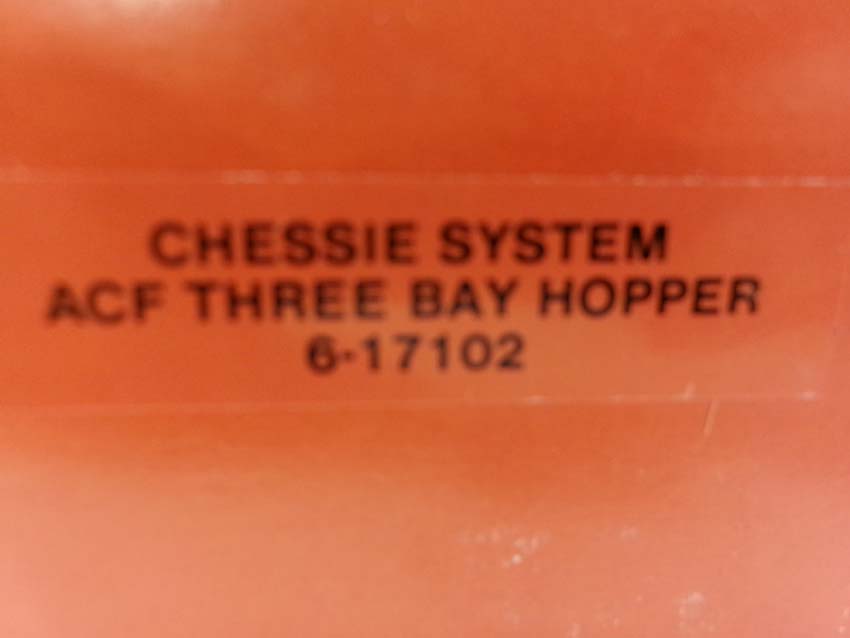 CHESSIE SYSTEM
ACF THREE BAY HOPPER
6-17102